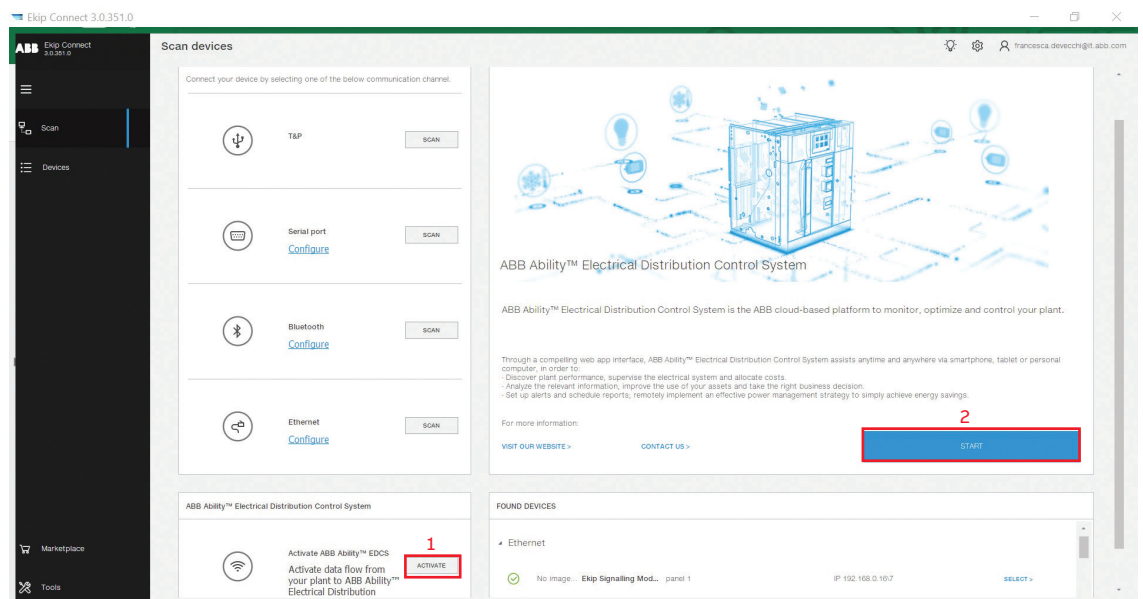 Ekip Connect 3.0.351.0
ABB Ekip Connect
3.0.351.0
Scan devices
francesca.devecchi@it.abb.com
Scan
Devices
Marketplace
Tools
Connect your device by selecting one of the below communication channel.
T&P
SCAN
Serial port
Configure
SCAN
Bluetooth
Configure
SCAN
Ethernet
Configure
SCAN
ABB Ability™ Electrical Distribution Control System
ABB Ability™ Electrical Distribution Control System is the ABB cloud-based platform to monitor, optimize and control your plant.
Through a compelling web app interface, ABB Ability™ Electrical Distribution Control System assists anytime and anywhere via smartphone, tablet or personal
computer, in order to:
- Discover plant performance, supervise the electrical system and allocate costs.
- Analyze the relevant information, improve the use of your assets and take the right business decision.
- Set up alerts and schedule reports; remotely implement an effective power management strategy to simply achieve energy savings.
For more information:
VISIT OUR WEBSITE >
CONTACT US >
2
START
ABB Ability™ Electrical Distribution Control System
Activate ABB Ability™ EDCS
Activate data flow from
your plant to ABB Ability™
Electrical Distribution
1
ACTIVATE
FOUND DEVICES
Ethernet
No image... Ekip Signalling Mod... panel 1 IP 192.168.0.16\7 SELECT >